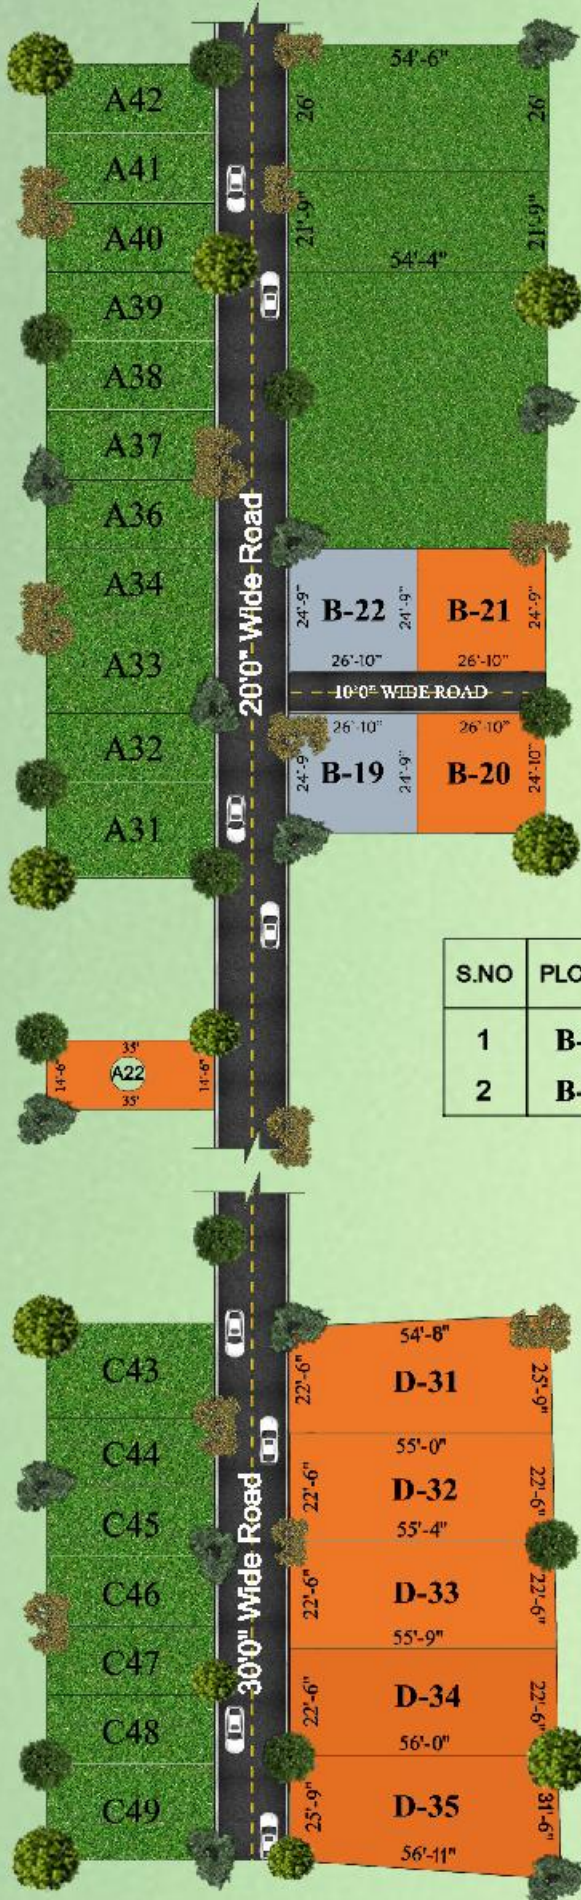 A42
A41
A40
A39
A38
A37
A36
A34
A33
A32
A31
20'0" Wide Road
54'-6"
26'
26'
21'-9"
21'-9"
54'-4"
24'-9"
B-22
24'-9"
B-21
24'-9"
26'-10"
26'-10"
10'0" WIDE ROAD
26'-10"
26'-10"
24'-9"
B-19
24'-9"
B-20
24'-10"
S.NO
PLO
1
B-
2
B-
35'
14'-6"
A22
14'-6"
35'
C43
C44
C45
C46
C47
C48
C49
30'0" Wide Road
54'-8"
22'-6"
D-31
25'-9"
55'-0"
22'-6"
D-32
22'-6"
55'-4"
22'-6"
D-33
22'-6"
55'-9"
22'-6"
D-34
22'-6"
56'-0"
25'-9"
D-35
31'-6"
56'-11"